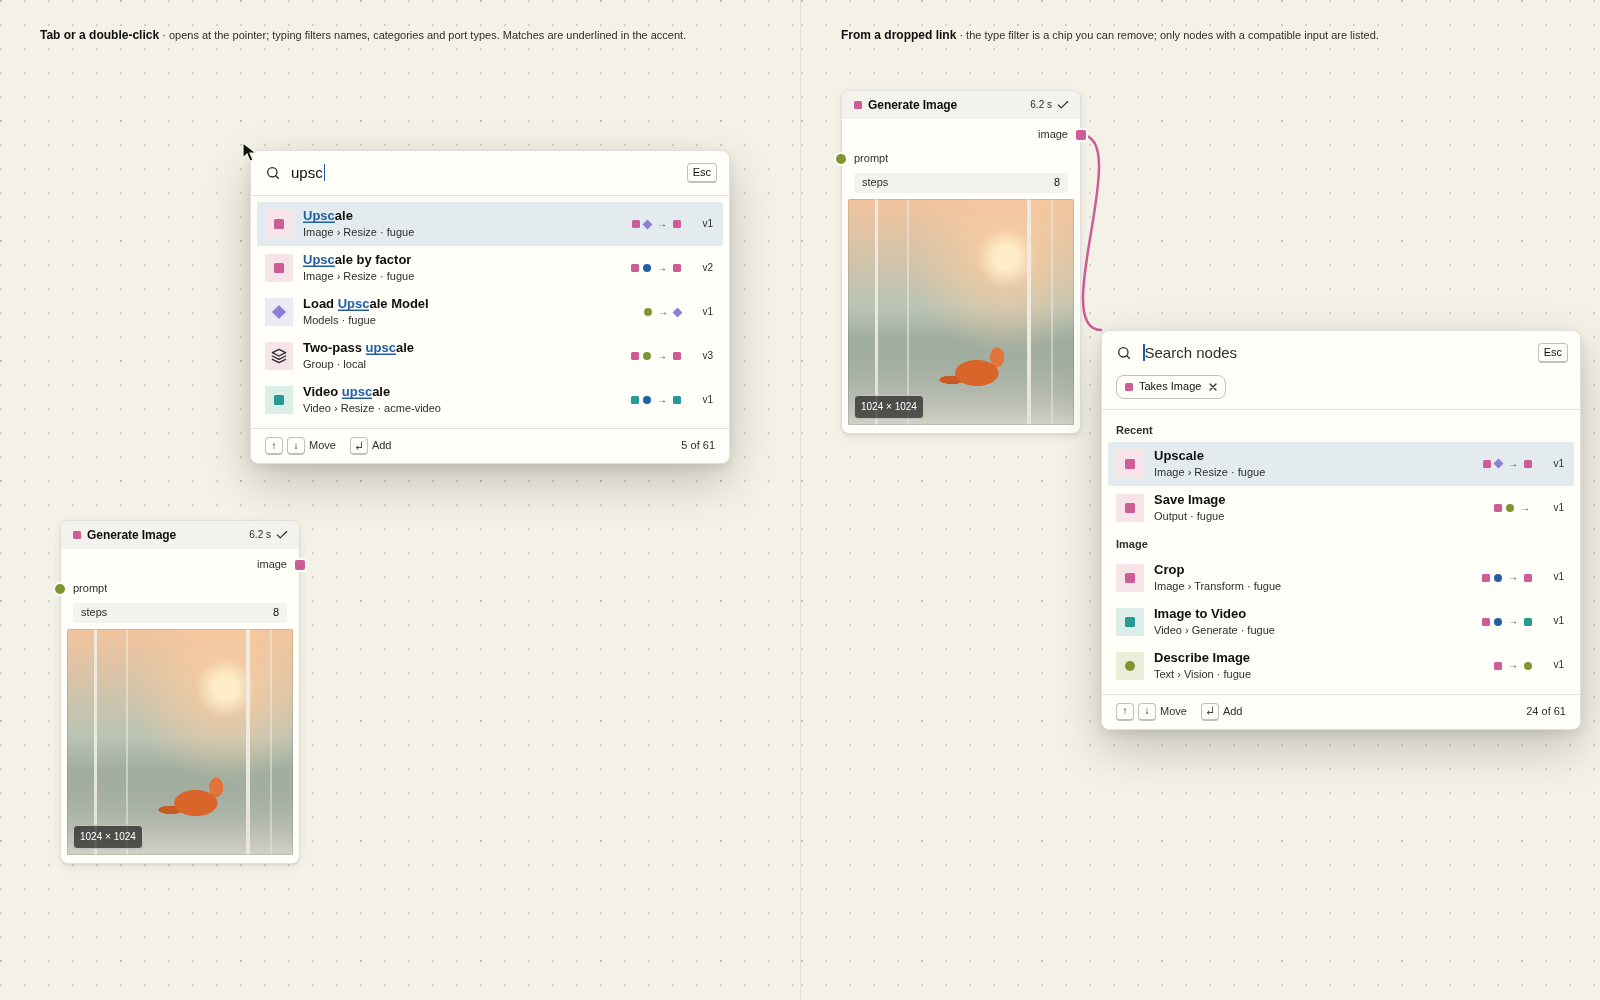 Tab or a double-click · opens at the pointer; typing filters names, categories and port types. Matches are underlined in the accent.
upsc
Esc
Upscale
Image › Resize · fugue
v1
Upscale by factor
Image › Resize · fugue
v2
Load Upscale Model
Models · fugue
v1
Two-pass upscale
Group · local
v3
Video upscale
Video › Resize · acme-video
v1
↑ ↓ Move ↵ Add 5 of 61
Generate Image 6.2 s
image
prompt
steps 8
1024 × 1024
From a dropped link · the type filter is a chip you can remove; only nodes with a compatible input are listed.
Generate Image 6.2 s
image
prompt
steps 8
1024 × 1024
Search nodes
Esc
Takes Image
Recent
Upscale
Image › Resize · fugue
v1
Save Image
Output · fugue
v1
Image
Crop
Image › Transform · fugue
v1
Image to Video
Video › Generate · fugue
v1
Describe Image
Text › Vision · fugue
v1
↑ ↓ Move ↵ Add 24 of 61